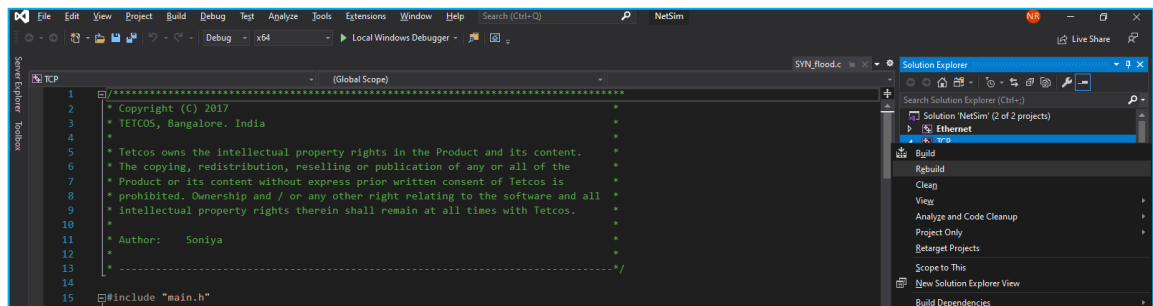 File Edit View Project Build Debug Test Analyze Tools Extensions Window Help Search (Ctrl+Q) NetSim NR
Debug x64 Local Windows Debugger Live Share
Server Explorer
Toolbox
SYN_flood.c
TCP (Global Scope)
1 /*******************************************************************************
2 * Copyright (C) 2017 *
3 * TETCOS, Bangalore. India *
4 * *
5 * Tetcos owns the intellectual property rights in the Product and its content. *
6 * The copying, redistribution, reselling or publication of any or all of the *
7 * Product or its content without express prior written consent of Tetcos is *
8 * prohibited. Ownership and / or any other right relating to the software and all *
9 * intellectual property rights therein shall remain at all times with Tetcos. *
10 * *
11 * Author: Soniya *
12 * *
13 * ----------------------------------------------------------------------------*/
14
15 #include "main.h"
Solution Explorer
Search Solution Explorer (Ctrl+;)
Solution 'NetSim' (2 of 2 projects)
Ethernet
TCP
Build
Rebuild
Clean
View
Analyze and Code Cleanup
Project Only
Retarget Projects
Scope to This
New Solution Explorer View
Build Dependencies